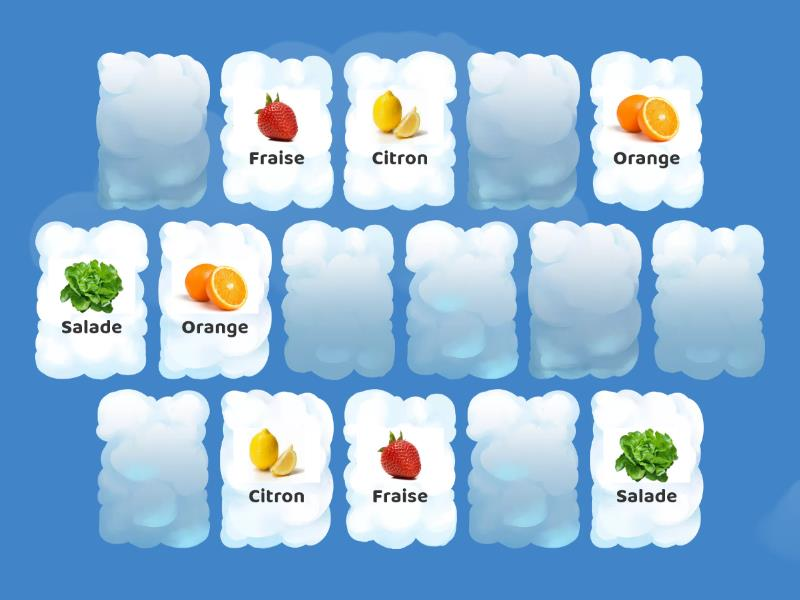 Fraise
Citron
Orange
Salade
Orange
Citron
Fraise
Salade